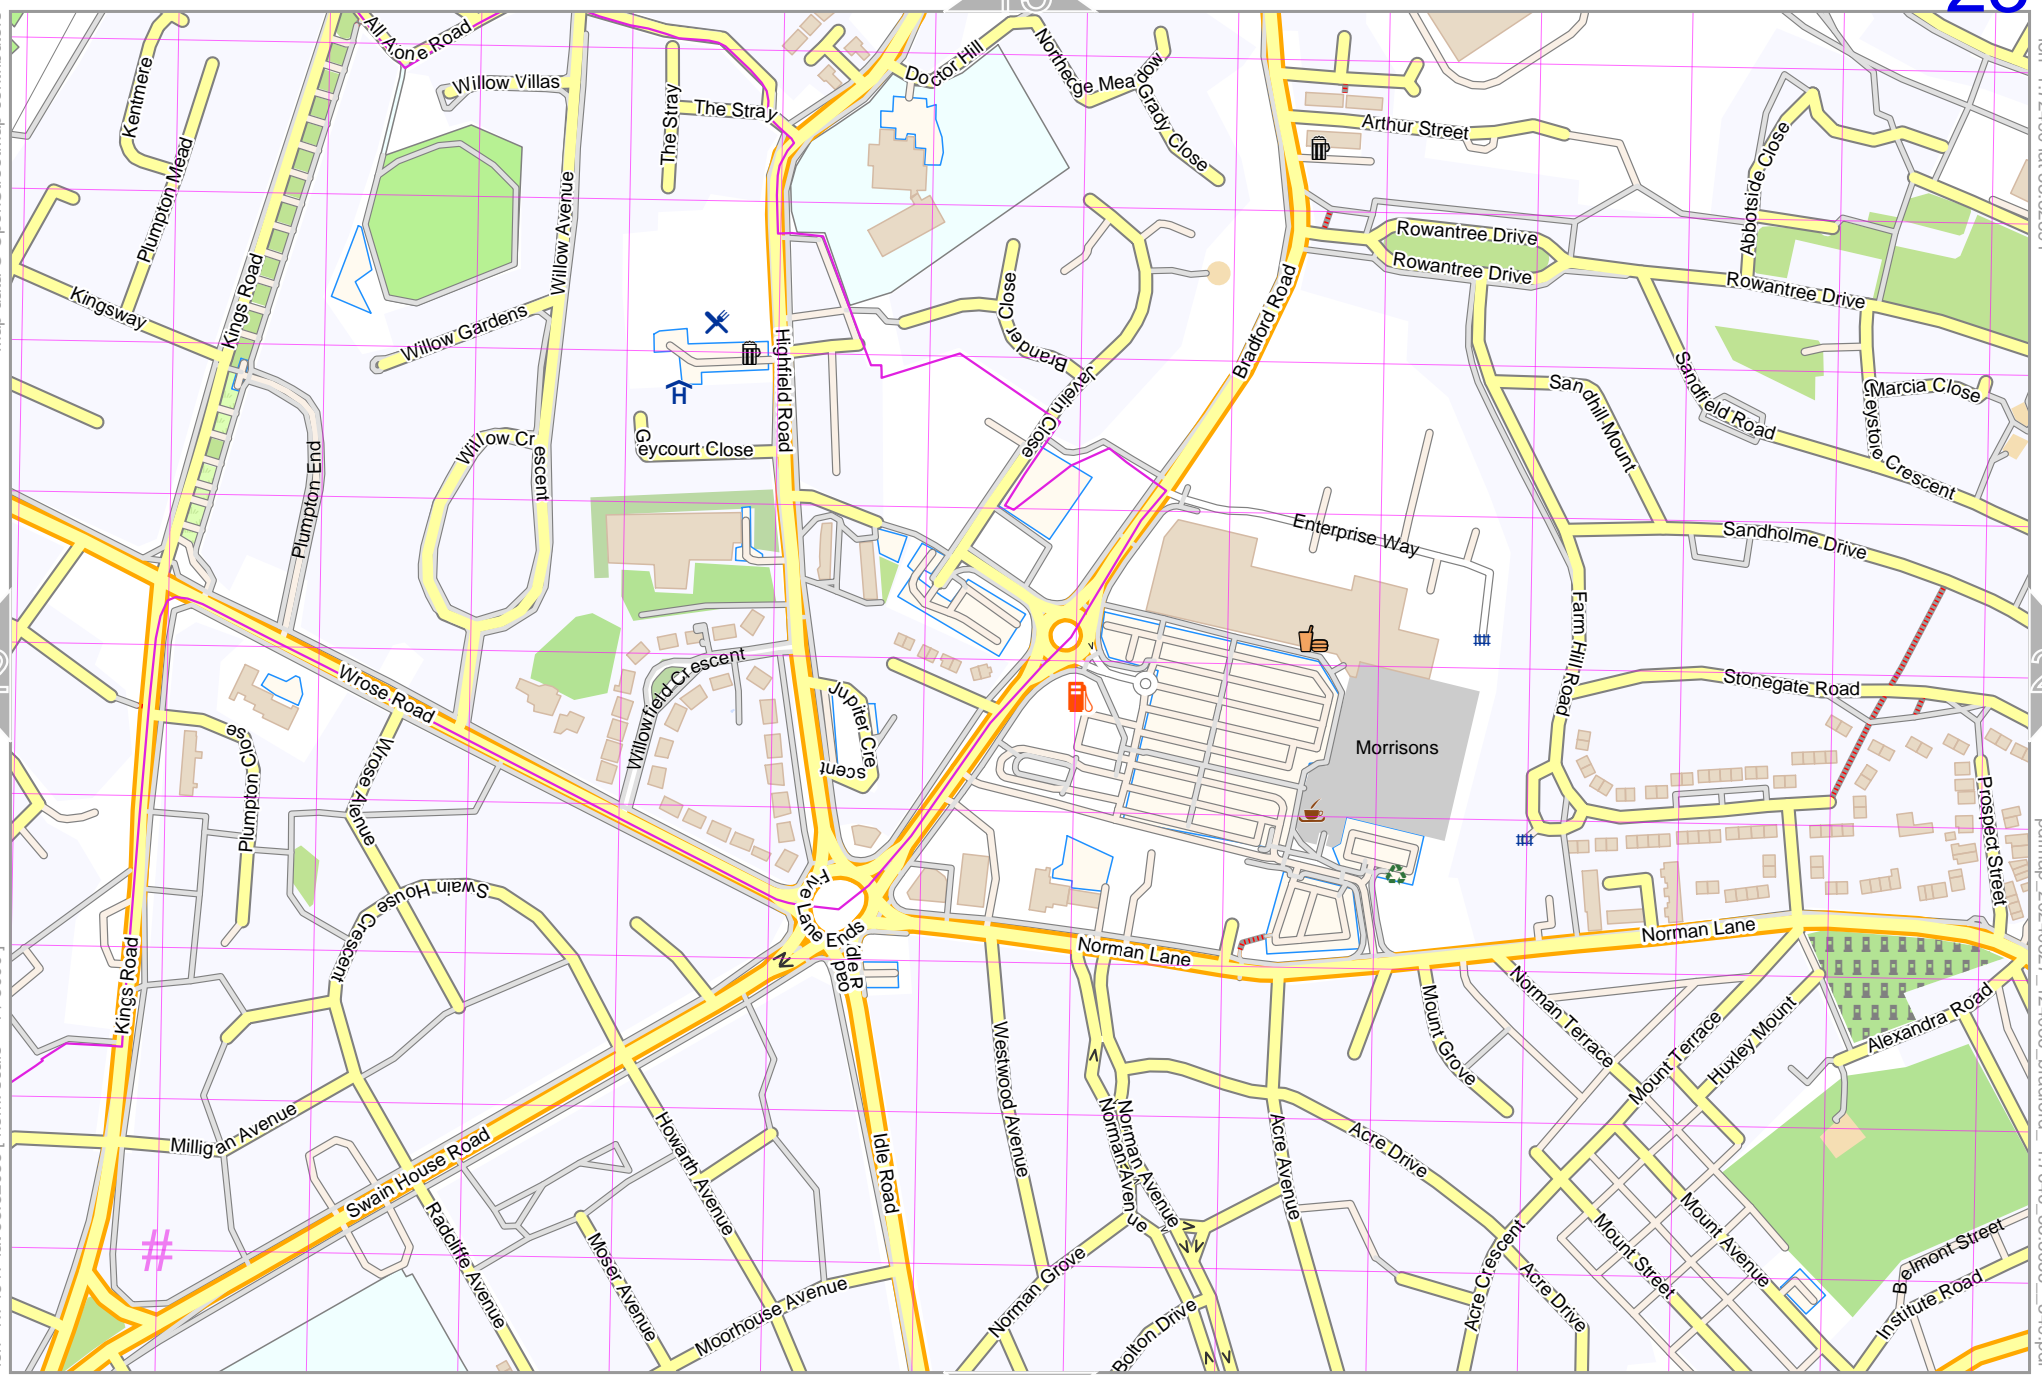 All Alone Road
Doctor Hill
Northedge Meadow
Grady Close
Kentmere
Willow Villas
The Stray
The Stray
Arthur Street
Plumpton Mead
Abbotside Close
Willow Avenue
Rowantree Drive
Rowantree Drive
Rowantree Drive
Kings Road
Kingsway
Willow Gardens
Highfield Road
Brander Close
Javelin Close
Bradford Road
H
Sandfield Road
Sandhill Mount
Marcia Close
Greystone Crescent
Willow Crescent
Geycourt Close
Plumpton End
Enterprise Way
Sandholme Drive
Farm Hill Road
Willowfield Crescent
Wrose Road
Jupiter Crescent
Stonegate Road
Morrisons
Plumpton Close
Wrose Avenue
Prospect Street
Swain House Crescent
Five Lane Ends
Idle Road
Norman Lane
Norman Lane
Kings Road
Norman Terrace
Mount Terrace
Huxley Mount
Alexandra Road
Mount Grove
Westwood Avenue
Norman Avenue
Norman Avenue
Acre Avenue
Acre Drive
Milligan Avenue
Swain House Road
Howarth Avenue
Idle Road
Radcliffe Avenue
Moser Avenue
Moorhouse Avenue
Norman Grove
Bolton Drive
Acre Crescent
Acre Drive
Mount Street
Mount Avenue
Belmont Street
Institute Road
#